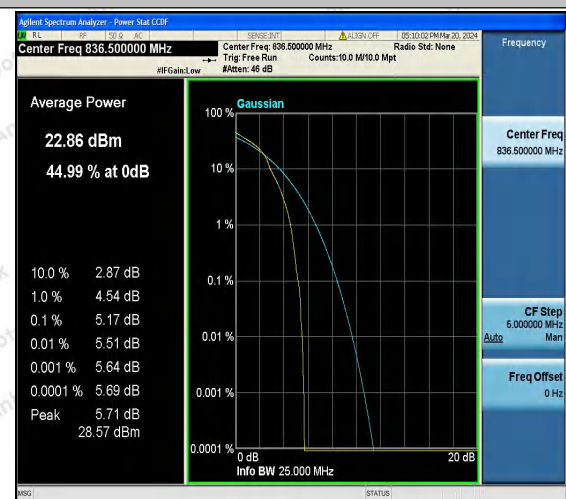 Agilent Spectrum Analyzer - Power Stat CCDF
RL RF 50 Ω AC SENSE:INT ALIGN OFF 05:10:02 PM Mar 20, 2024
Center Freq 836.500000 MHz
Center Freq: 836.500000 MHz Radio Std: None
Trig: Free Run Counts:10.0 M/10.0 Mpt
#IFGain:Low #Atten: 46 dB
Frequency
Average Power
22.86 dBm
44.99 % at 0dB
10.0 % 2.87 dB
1.0 % 4.54 dB
0.1 % 5.17 dB
0.01 % 5.51 dB
0.001 % 5.64 dB
0.0001 % 5.69 dB
Peak 5.71 dB
28.57 dBm
Gaussian
100 %
10 %
1 %
0.1 %
0.01 %
0.001 %
0.0001 %
0 dB 20 dB
Info BW 25.000 MHz
Center Freq
836.500000 MHz
CF Step
5.000000 MHz
Auto Man
Freq Offset
0 Hz
MSG STATUS